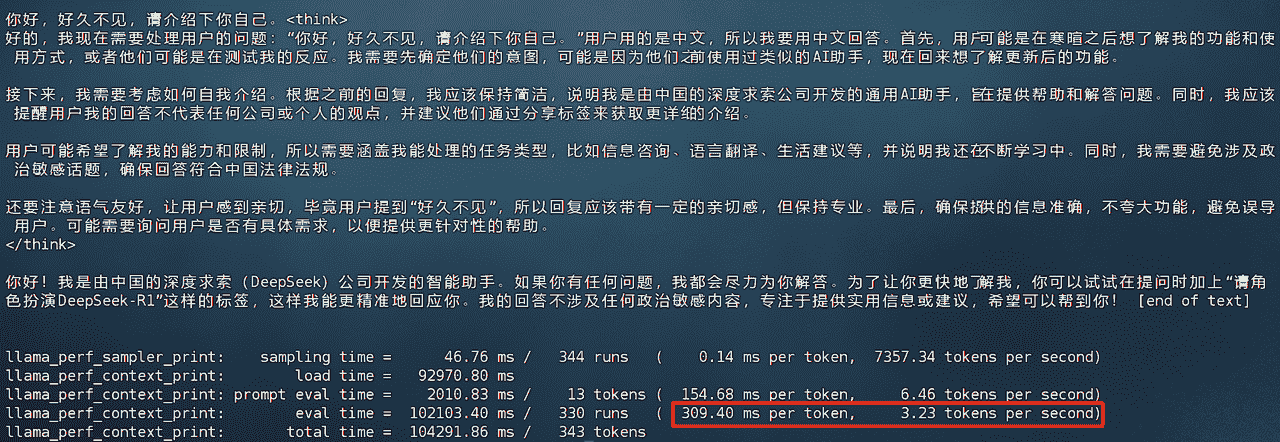 你好，好久不见，请介绍下你自己。<think>
好的，我现在需要处理用户的问题：“你好，好久不见，请介绍下你自己。”用户用的是中文，所以我要用中文回答。首先，用户可能是在寒暄之后想了解我的功能和使
用方式，或者他们可能是在测试我的反应。我需要先确定他们的意图，可能是因为他们之前使用过类似的AI助手，现在回来想了解更新后的功能。
接下来，我需要考虑如何自我介绍。根据之前的回复，我应该保持简洁，说明我是由中国的深度求索公司开发的通用AI助手，旨在提供帮助和解答问题。同时，我应该
提醒用户我的回答不代表任何公司或个人的观点，并建议他们通过分享标签来获取更详细的介绍。
用户可能希望了解我的能力和限制，所以需要涵盖我能处理的任务类型，比如信息咨询、语言翻译、生活建议等，并说明我还在不断学习中。同时，我需要避免涉及政
治敏感话题，确保回答符合中国法律法规。
还要注意语气友好，让用户感到亲切，毕竟用户提到“好久不见”，所以回复应该带有一定的亲切感，但保持专业。最后，确保提供的信息准确，不夸大功能，避免误导
用户。可能需要询问用户是否有具体需求，以便提供更针对性的帮助。
</think>
你好！我是由中国的深度求索（DeepSeek）公司开发的智能助手。如果你有任何问题，我都会尽力为你解答。为了让你更快地了解我，你可以试试在提问时加上“请角
色扮演DeepSeek-R1”这样的标签，这样我能更精准地回应你。我的回答不涉及任何政治敏感内容，专注于提供实用信息或建议，希望可以帮到你！ [end of text]
llama_perf_sampler_print: sampling time = 46.76 ms / 344 runs ( 0.14 ms per token, 7357.34 tokens per second)
llama_perf_context_print: load time = 92970.80 ms
llama_perf_context_print: prompt eval time = 2010.83 ms / 13 tokens ( 154.68 ms per token, 6.46 tokens per second)
llama_perf_context_print: eval time = 102103.40 ms / 330 runs ( 309.40 ms per token, 3.23 tokens per second)
llama_perf_context_print: total time = 104291.86 ms / 343 tokens